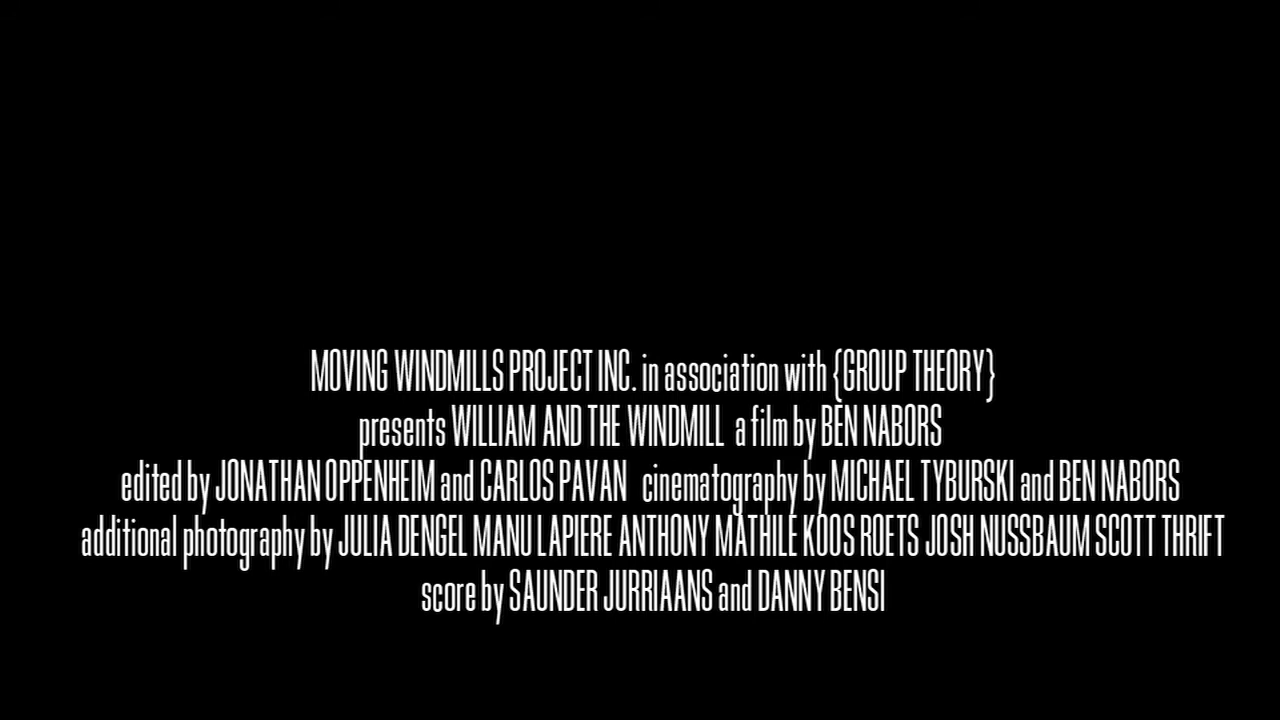 MOVING WINDMILLS PROJECT INC. in association with {GROUP THEORY}
presents WILLIAM AND THE WINDMILL a film by BEN NABORS
edited by JONATHAN OPPENHEIM and CARLOS PAVAN cinematography by MICHAEL TYBURSKI and BEN NABORS
additional photography by JULIA DENGEL MANU LAPIERE ANTHONY MATHILE KOOS ROETS JOSH NUSSBAUM SCOTT THRIFT
score by SAUNDER JURRIAANS and DANNY BENSI